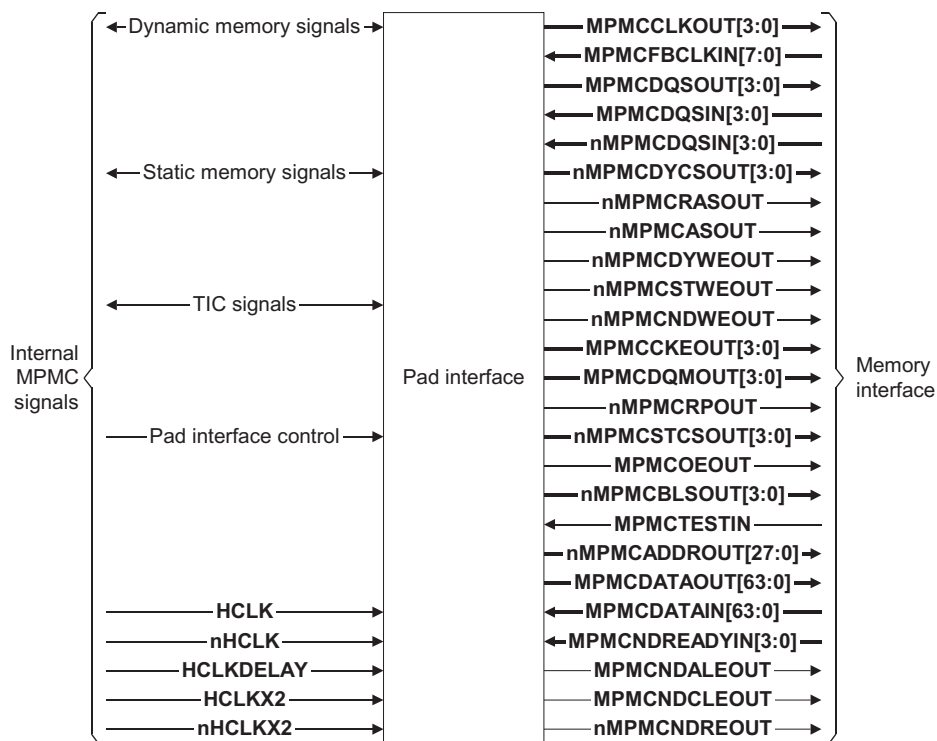 Dynamic memory signals
Static memory signals
TIC signals
Internal
MPMC
signals
Pad interface control
HCLK
nHCLK
HCLKDELAY
HCLKX2
nHCLKX2
Pad interface
MPMCCLKOUT[3:0]
MPMCFBCLKIN[7:0]
MPMCDQSOUT[3:0]
MPMCDQSIN[3:0]
nMPMCDQSIN[3:0]
nMPMCDYCSOUT[3:0]
nMPMCRASOUT
nMPMCASOUT
nMPMCDYWEOUT
nMPMCSTWEOUT
nMPMCNDWEOUT
MPMCCKEOUT[3:0]
MPMCDQMOUT[3:0]
nMPMCRPOUT
nMPMCSTCSOUT[3:0]
MPMCOEOUT
nMPMCBLSOUT[3:0]
MPMCTESTIN
nMPMCADDROUT[27:0]
MPMCDATAOUT[63:0]
MPMCDATAIN[63:0]
MPMCNDREADYIN[3:0]
MPMCNDALEOUT
MPMCNDCLEOUT
nMPMCNDREOUT
Memory
interface